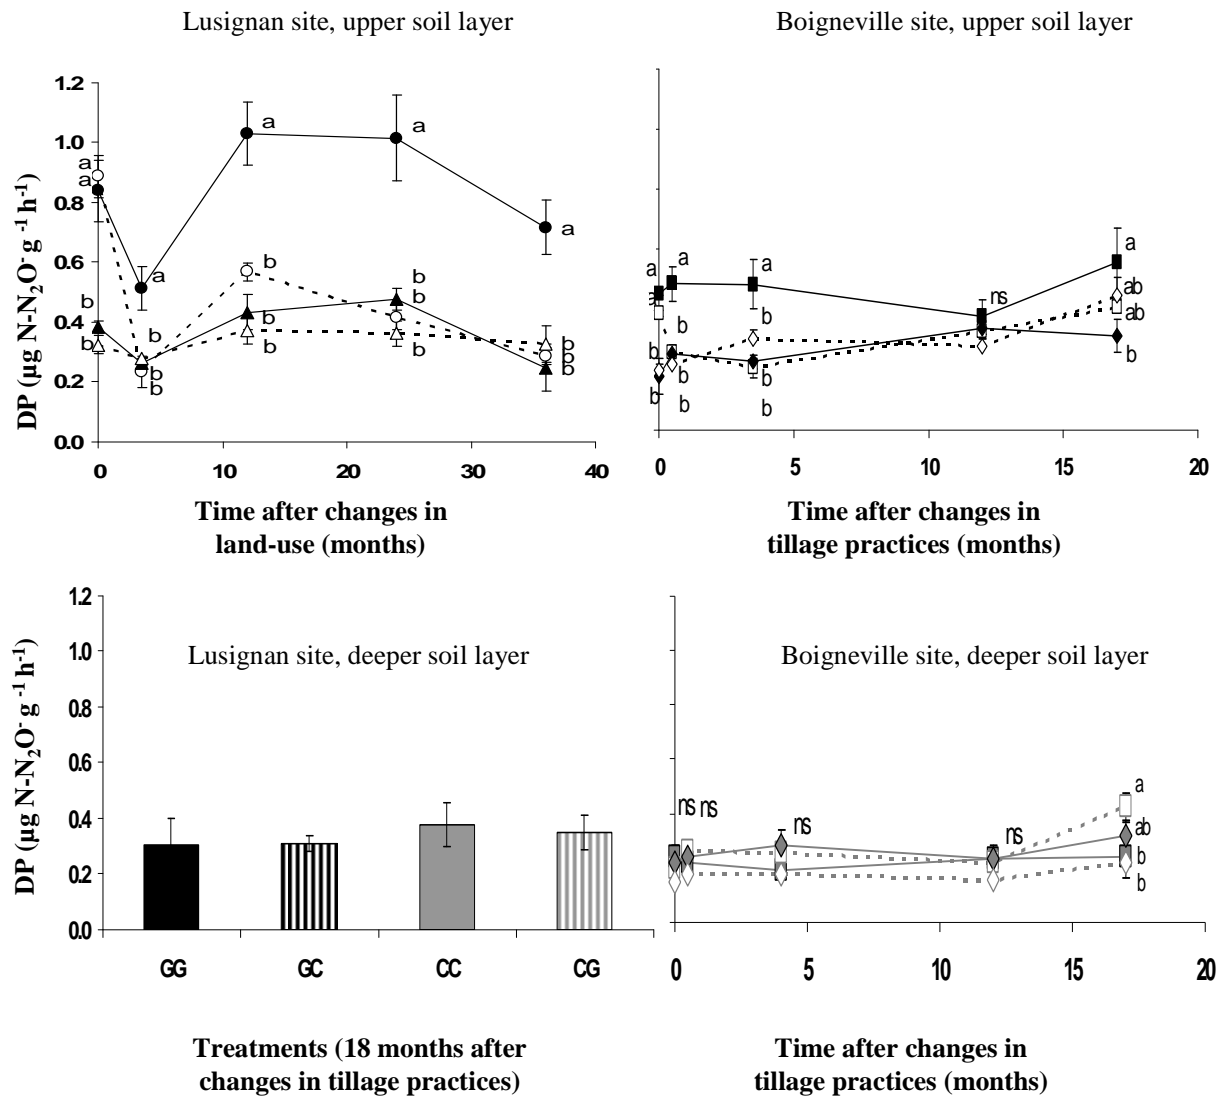 Lusignan site, upper soil layer
Boigneville site, upper soil layer
DP (µg N-N₂O⁻ g ⁻¹ h⁻¹)
1.2
1.0
0.8
0.6
0.4
0.2
0.0
a
a
b
b
a
b
b
b
a
b
b
b
a
b
b
b
a
b
b
b
0 10 20 30 40
Time after changes in
land-use (months)
a
a
b
b
a
b
b
b
a
b
b
b
ns
a
ab
ab
b
0 5 10 15 20
Time after changes in
tillage practices (months)
DP (µg N-N₂O⁻ g ⁻¹ h⁻¹)
1.2
1.0
0.8
0.6
0.4
0.2
0.0
Lusignan site, deeper soil layer
GG GC CC CG
Treatments (18 months after
changes in tillage practices)
Boigneville site, deeper soil layer
ns ns
ns
ns
a
ab
b
b
0 5 10 15 20
Time after changes in
tillage practices (months)